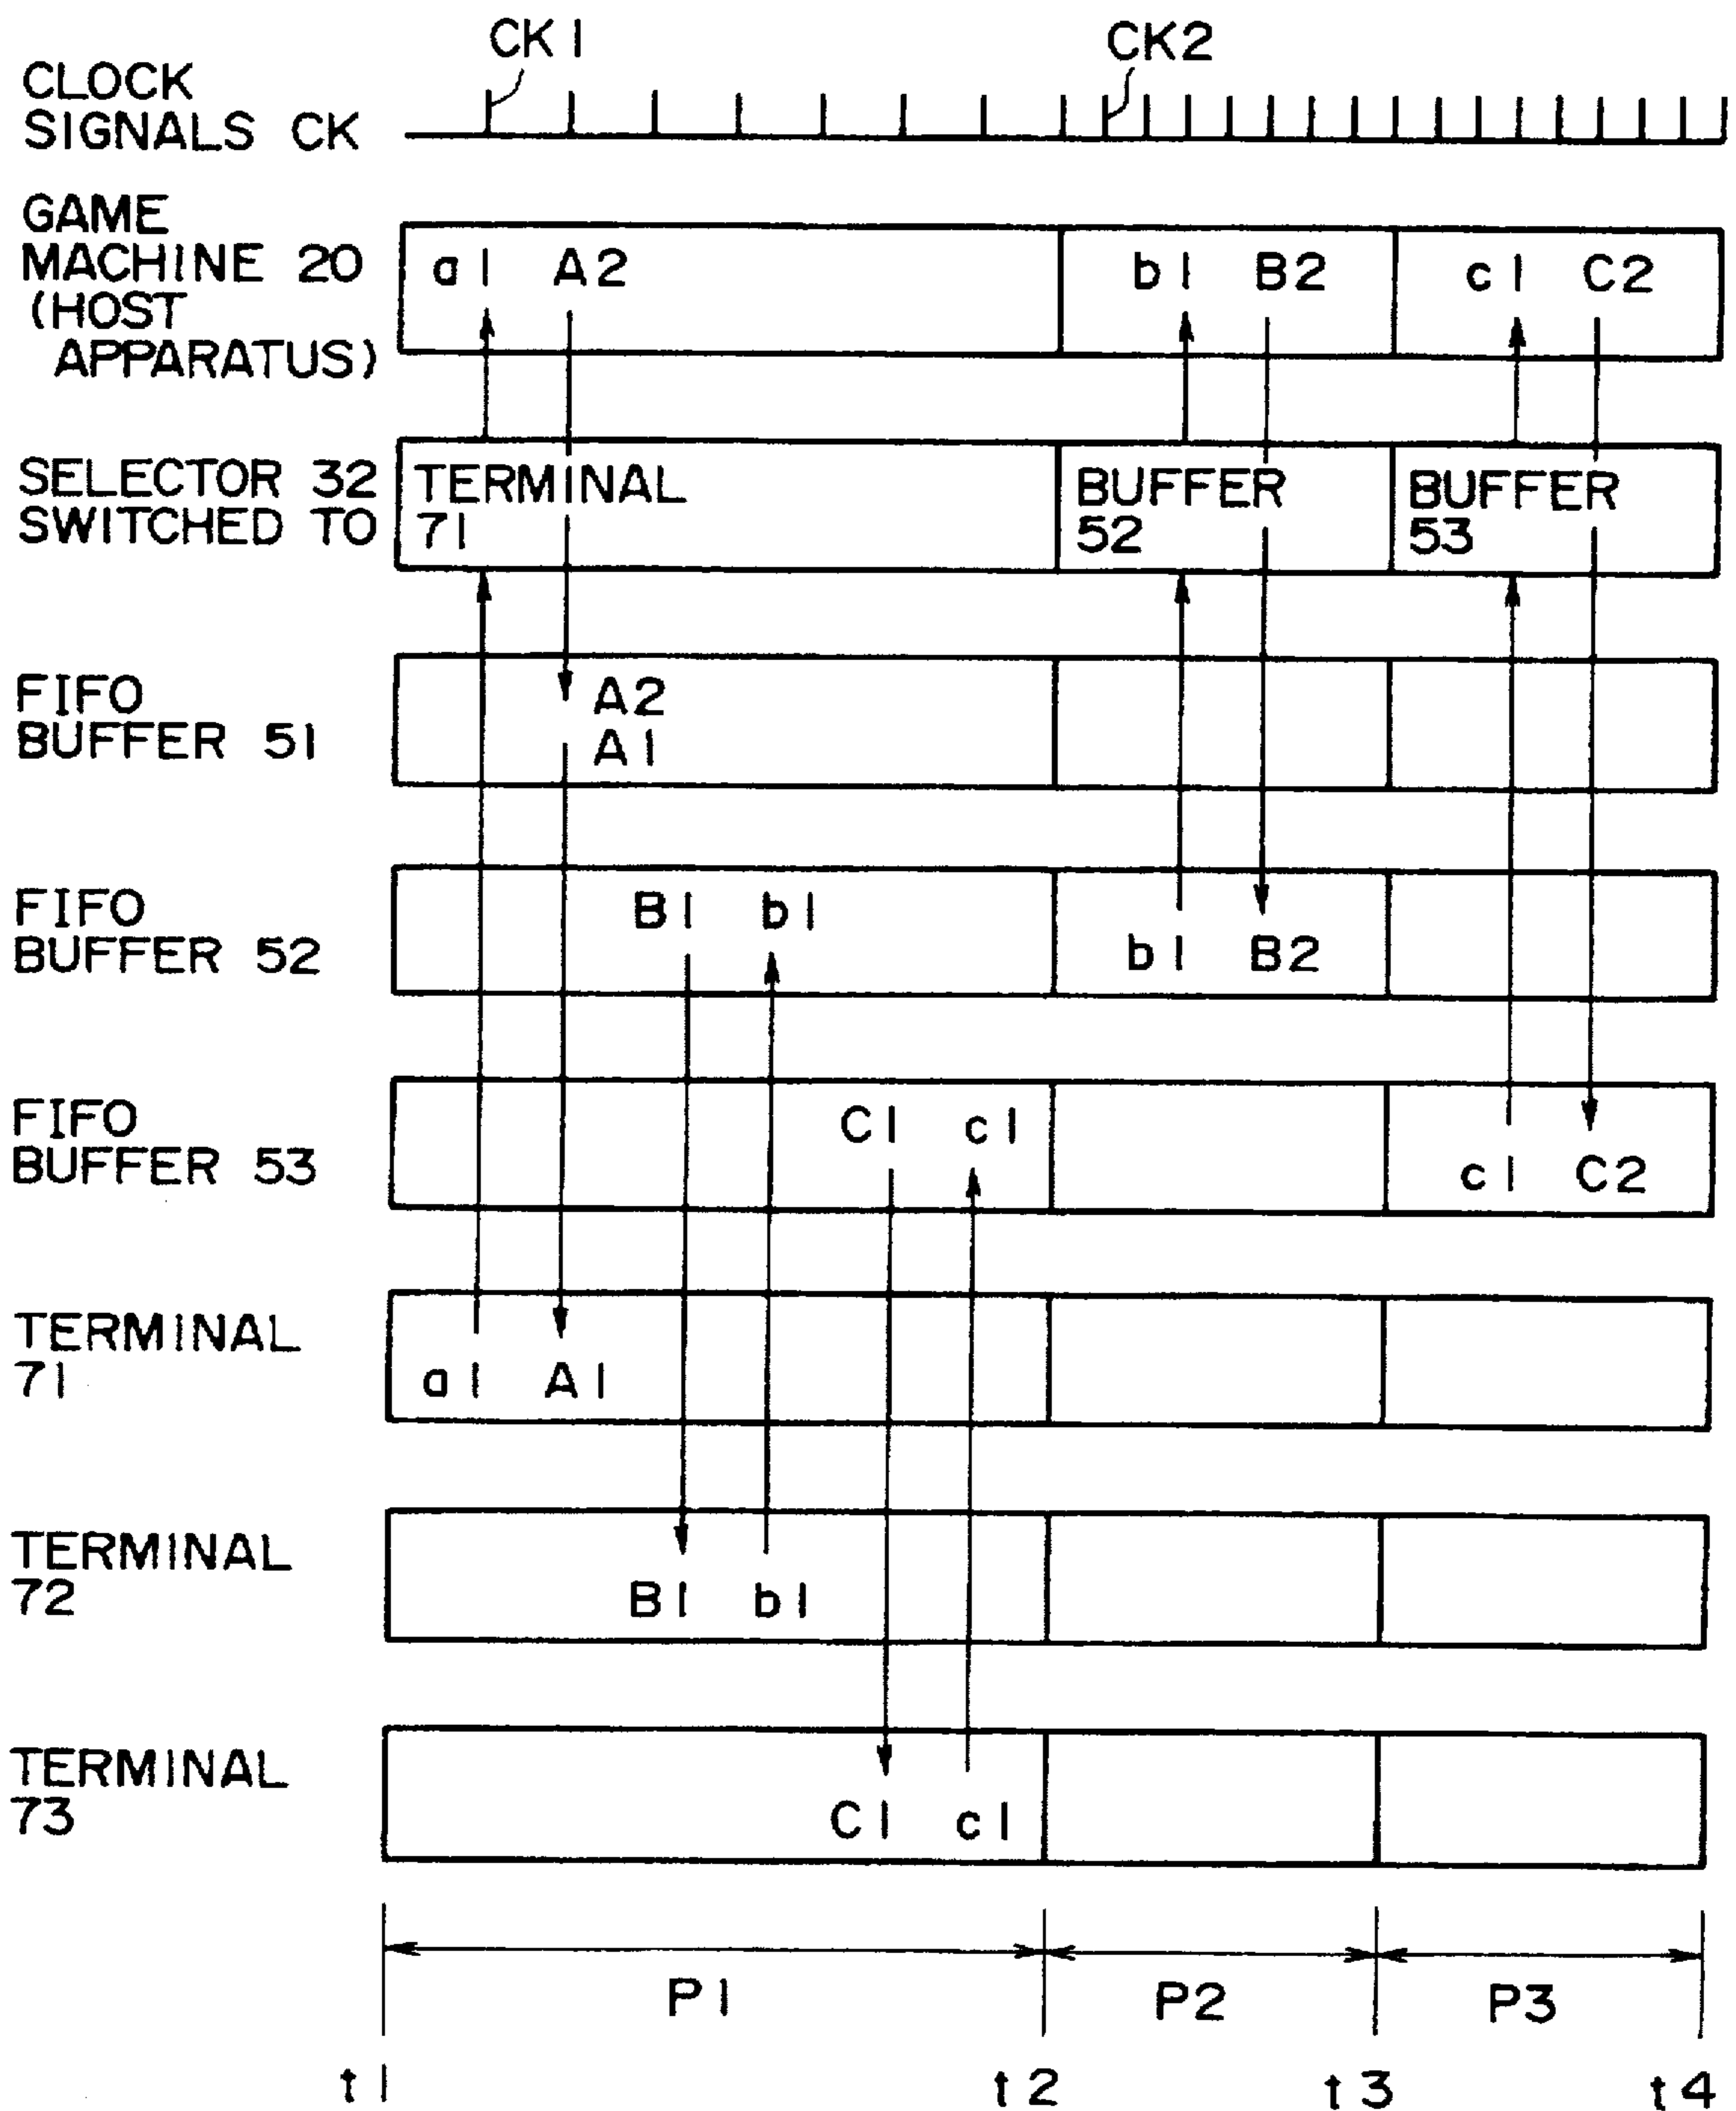 CK1
CK2
CLOCK
SIGNALS CK
GAME
MACHINE 20
(HOST
APPARATUS)
a1 A2 b1 B2 c1 C2
SELECTOR 32
SWITCHED TO
TERMINAL
71
BUFFER
52
BUFFER
53
FIFO
BUFFER 51
A2
A1
FIFO
BUFFER 52
B1 b1
b1 B2
FIFO
BUFFER 53
C1 c1
c1 C2
TERMINAL
71
a1 A1
TERMINAL
72
B1 b1
TERMINAL
73
C1 c1
P1 P2 P3
t1 t2 t3 t4